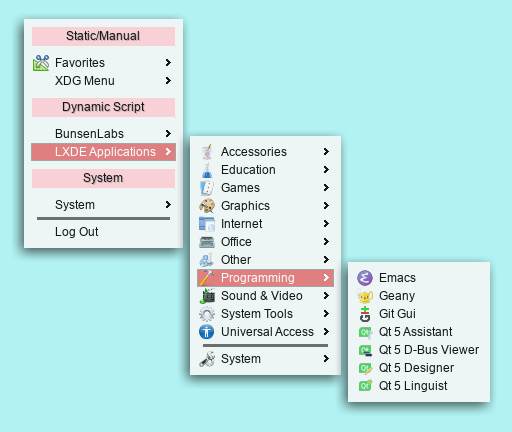 Static/Manual
Favorites
XDG Menu
Dynamic Script
BunsenLabs
LXDE Applications
System
System
Log Out
Accessories
Education
Games
Graphics
Internet
Office
Other
Programming
Sound & Video
System Tools
Universal Access
System
Emacs
Geany
Git Gui
Qt 5 Assistant
Qt 5 D-Bus Viewer
Qt 5 Designer
Qt 5 Linguist